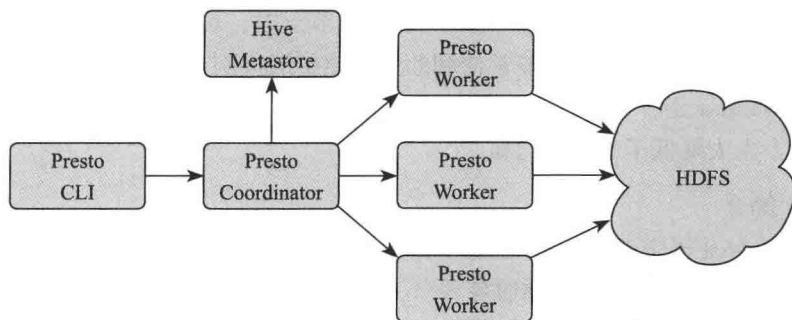 Hive
Metastore
Presto
Worker
Presto
CLI
Presto
Coordinator
Presto
Worker
HDFS
Presto
Worker